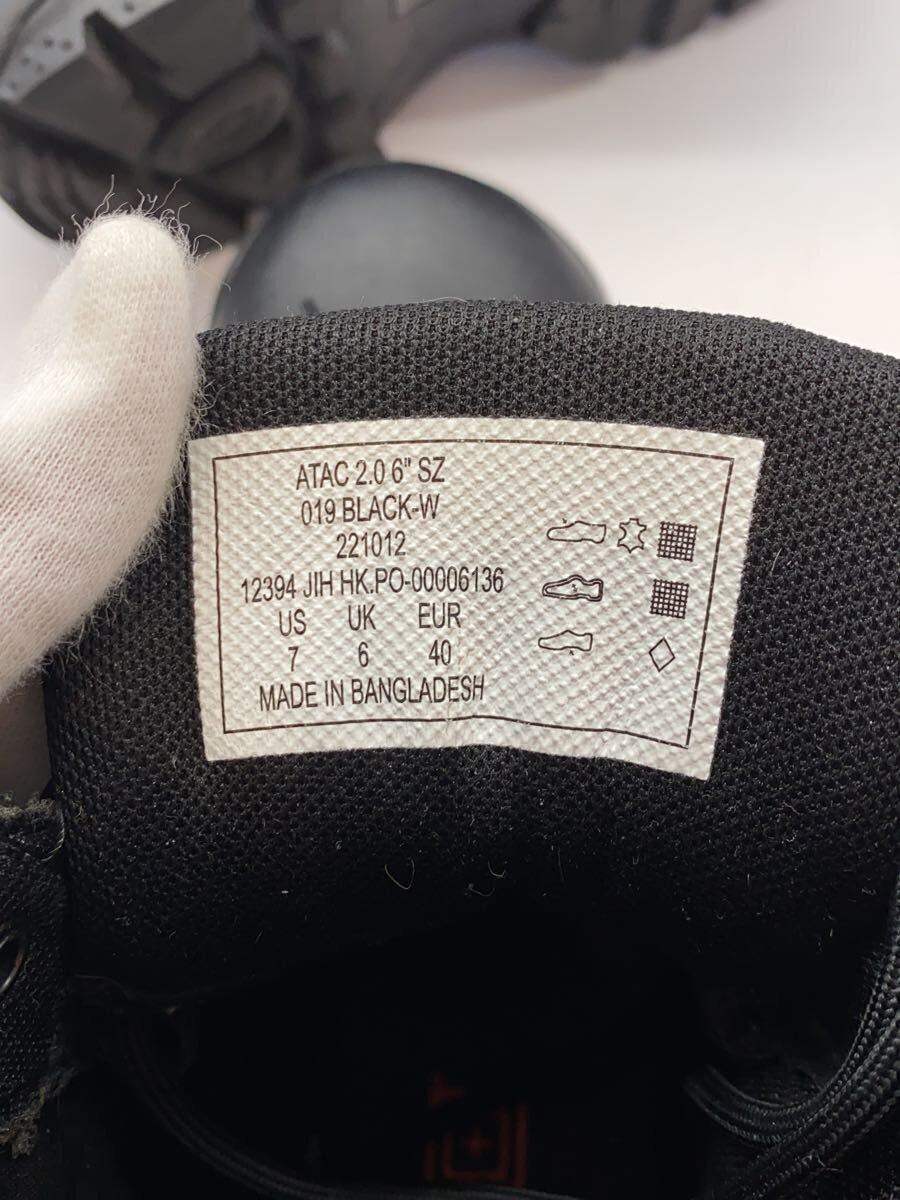 ATAC 2.0 6" SZ
019 BLACK-W
221012
12394 JIH HK.PO-00006136
US UK EUR
7 6 40
MADE IN BANGLADESH